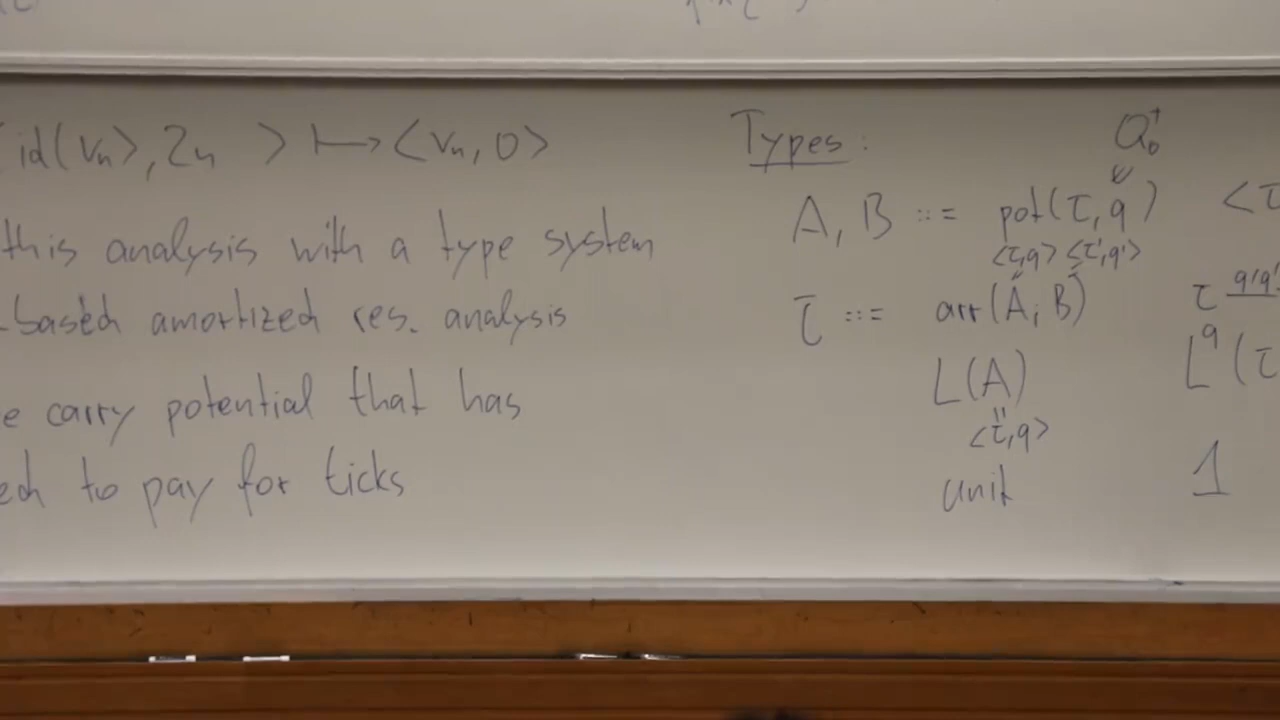 id(vₙ), 2n > ↦ <vₙ, 0>
this analysis with a type system
-based amortized res. analysis
carry potential that has
to pay for ticks
Types:
Q₀⁺
A, B ::= pot(τ, q) <τ
<τ,q> <τ',q'>
τ ::= arr(A; B) τ q/q'
L(A) L^q (τ
<τ,q>
unit 1